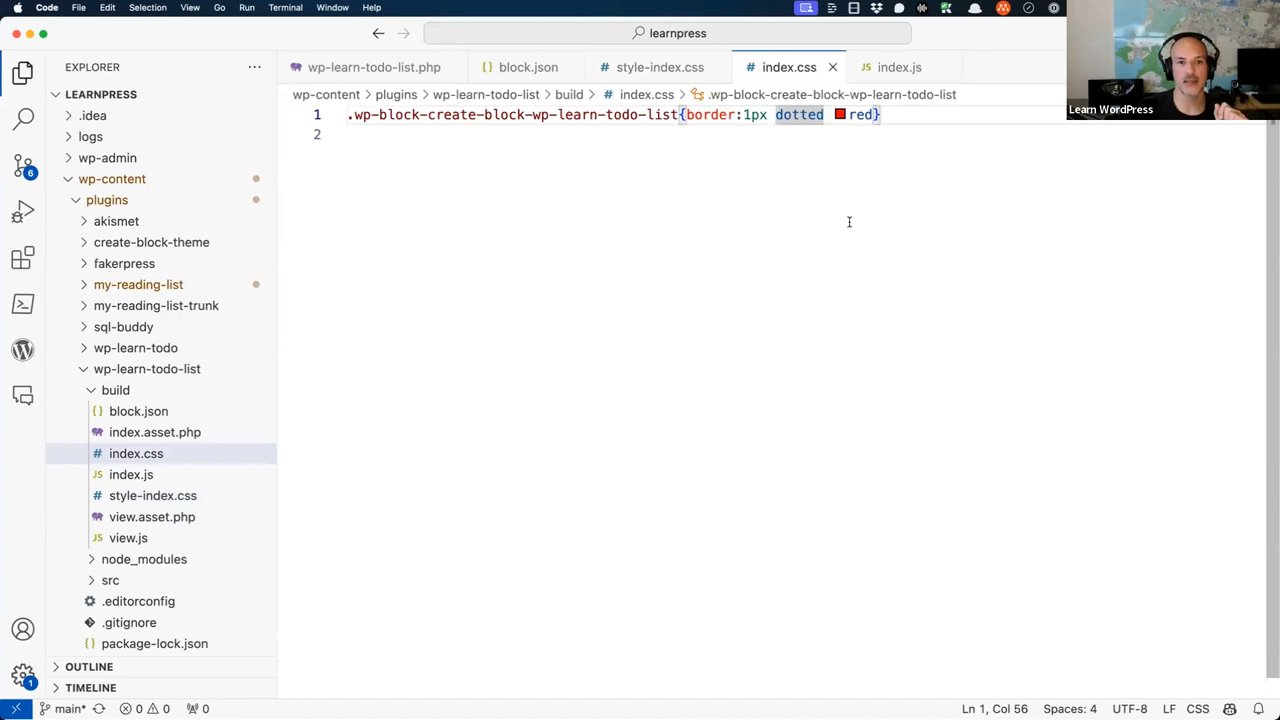 Code File Edit Selection View Go Run Terminal Window Help
learnpress
EXPLORER
wp-learn-todo-list.php
block.json
style-index.css
index.css
index.js
wp-content > plugins > wp-learn-todo-list > build > index.css > .wp-block-create-block-wp-learn-todo-list
Learn WordPress
1 .wp-block-create-block-wp-learn-todo-list{border:1px dotted red}
2
LEARNPRESS
.idea
logs
wp-admin
wp-content
plugins
akismet
create-block-theme
fakerpress
my-reading-list
my-reading-list-trunk
sql-buddy
wp-learn-todo
wp-learn-todo-list
build
block.json
index.asset.php
index.css
index.js
style-index.css
view.asset.php
view.js
node_modules
src
.editorconfig
.gitignore
package-lock.json
OUTLINE
TIMELINE
6
1
main* 0 0 0
Ln 1, Col 56 Spaces: 4 UTF-8 LF CSS